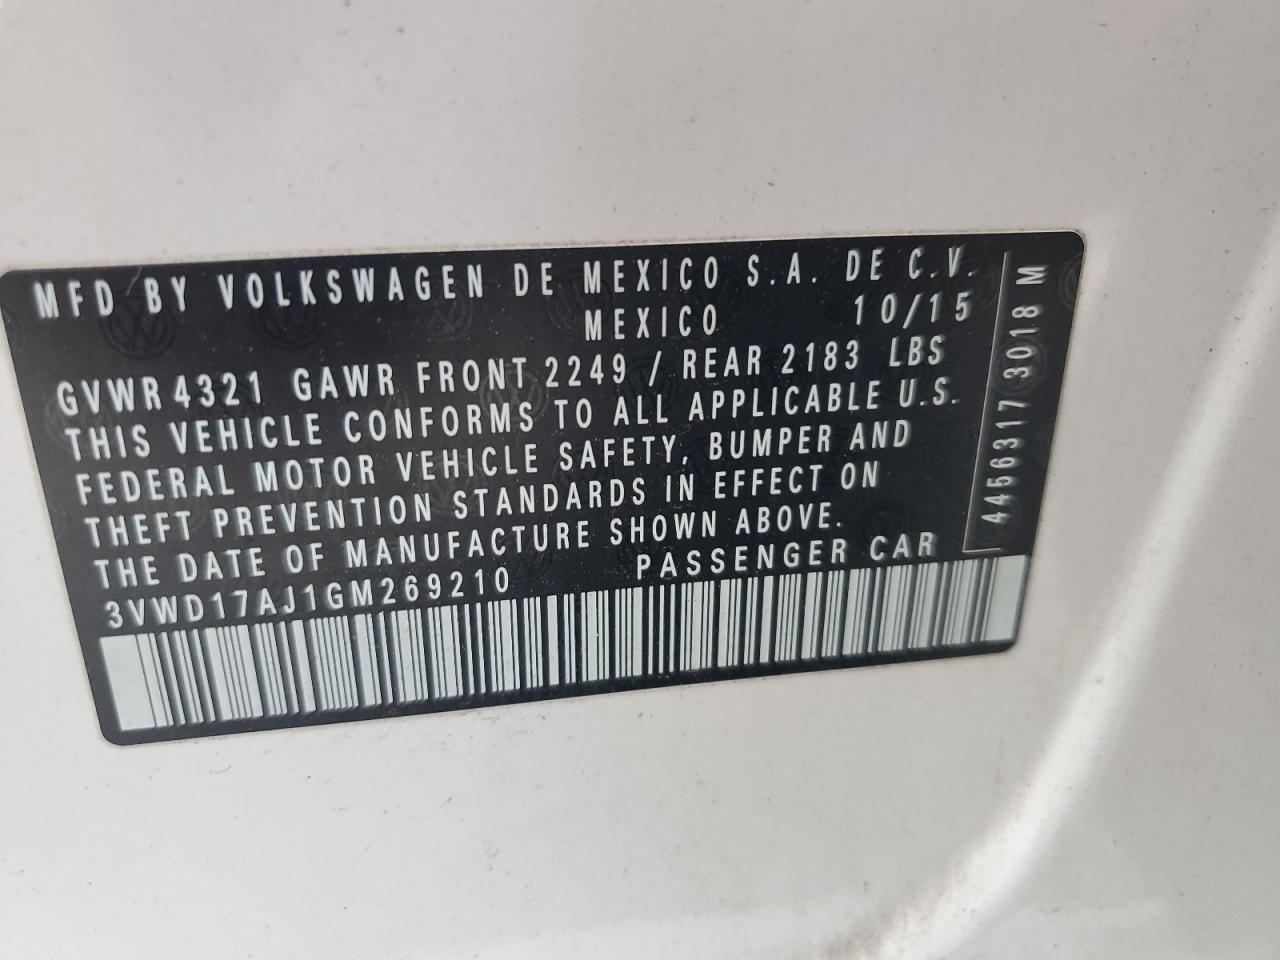 MFD BY VOLKSWAGEN DE MEXICO S.A. DE C.V.
MEXICO 10/15
GVWR 4321 GAWR FRONT 2249 / REAR 2183 LBS
THIS VEHICLE CONFORMS TO ALL APPLICABLE U.S.
FEDERAL MOTOR VEHICLE SAFETY, BUMPER AND
THEFT PREVENTION STANDARDS IN EFFECT ON
THE DATE OF MANUFACTURE SHOWN ABOVE.
3VWD17AJ1GM269210 PASSENGER CAR
4456317 3018 M